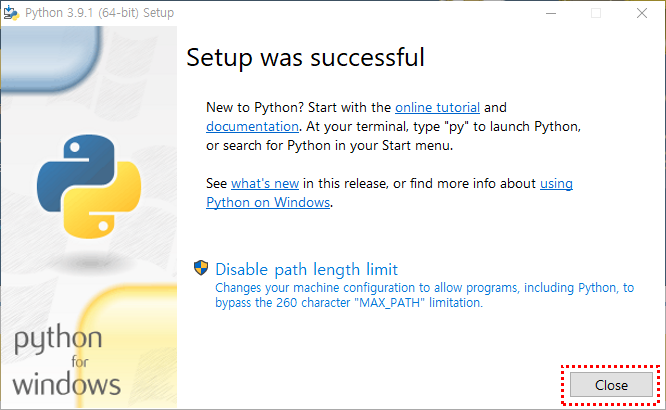 Python 3.9.1 (64-bit) Setup
Setup was successful
New to Python? Start with the online tutorial and
documentation. At your terminal, type "py" to launch Python,
or search for Python in your Start menu.
See what's new in this release, or find more info about using
Python on Windows.
Disable path length limit
Changes your machine configuration to allow programs, including Python, to
bypass the 260 character "MAX_PATH" limitation.
python
for
windows
Close